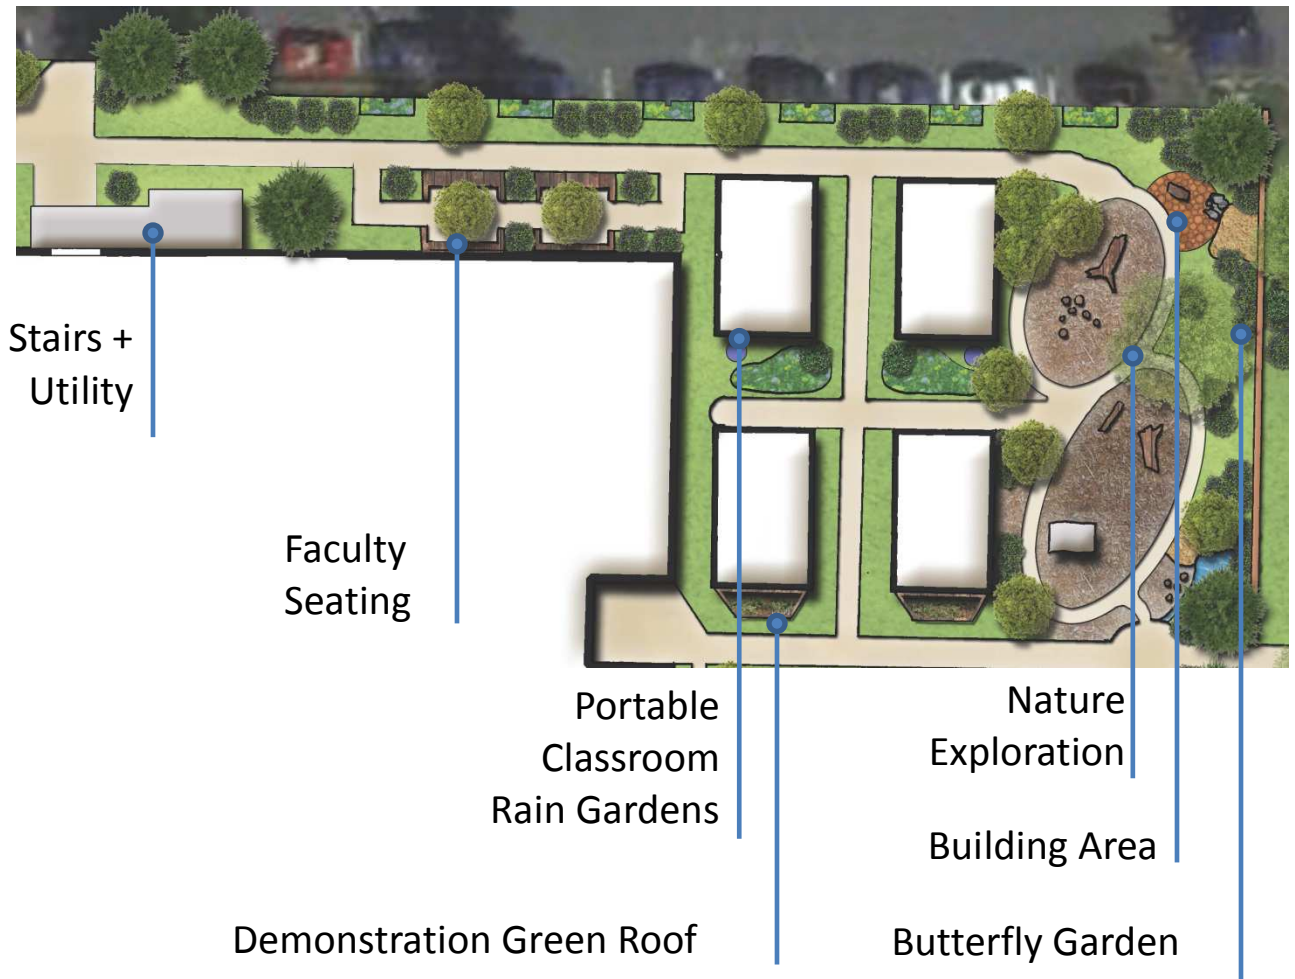 Stairs +
Utility
Faculty
Seating
Portable
Classroom
Rain Gardens
Nature
Exploration
Building Area
Demonstration Green Roof
Butterfly Garden